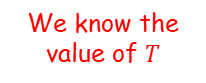 We know the
value of T